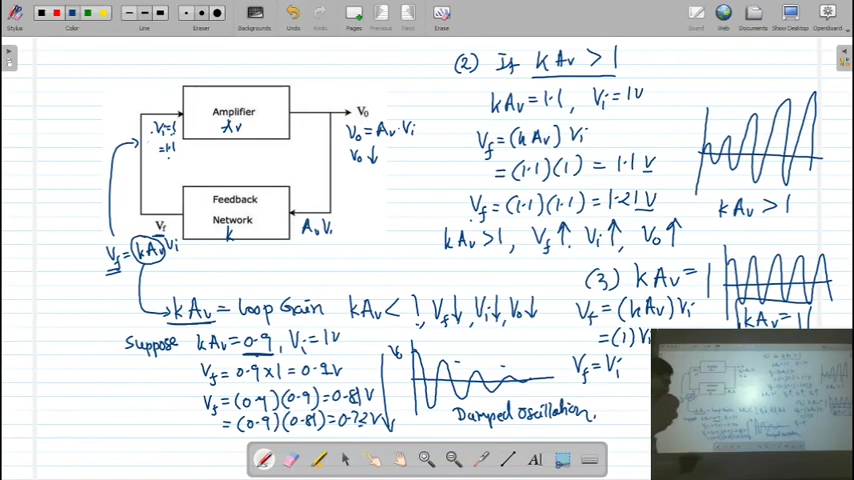 Stylus
Color
Line
Eraser
Backgrounds
Undo
Redo
Pages
Previous
Next
Erase
Board
Web
Documents
Show Desktop
OpenBoard
(2) If kAv > 1
kAv = 1.1, Vi = 1V
Vf = (kAv) Vi
= (1.1)(1) = 1.1 V
Vf = (1.1)(1.1) = 1.21 V
kAv > 1
kAv > 1, Vf↑, Vi↑, V0↑
Amplifier
Av
= 1.1
V0
V0 = Av·Vi
V0↓
Feedback
Network
k
Vf
Vf = kAv Vi
(3) kAv = 1
kAv = 1
Vf = (kAv) Vi
= (1) Vi
Vf = Vi
kAv = Loop Gain kAv < 1, Vf↓, Vi↓, V0↓
Suppose kAv = 0.9, Vi = 1V
Vf = 0.9 x 1 = 0.9 V
Vf = (0.9)(0.9) = 0.81 V
= (0.9)(0.81) = 0.72 V
V0
Damped oscillation.